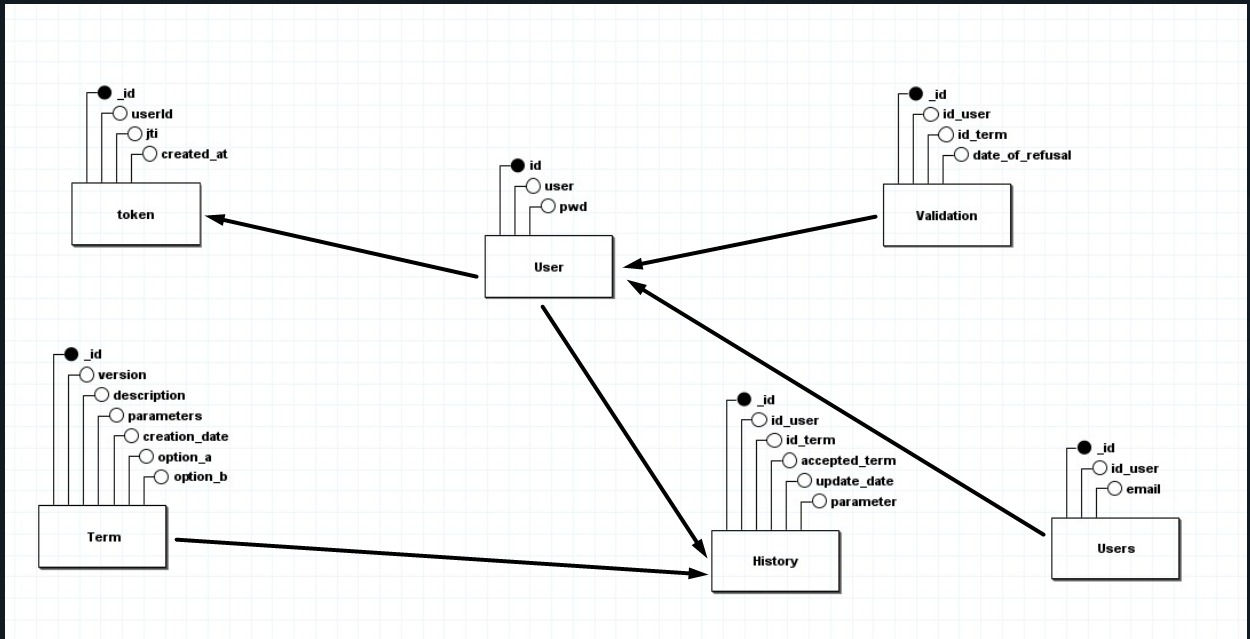 _id
userId
jti
created_at
token
id
user
pwd
User
_id
id_user
id_term
date_of_refusal
Validation
_id
version
description
parameters
creation_date
option_a
option_b
Term
_id
id_user
id_term
accepted_term
update_date
parameter
History
_id
id_user
email
Users